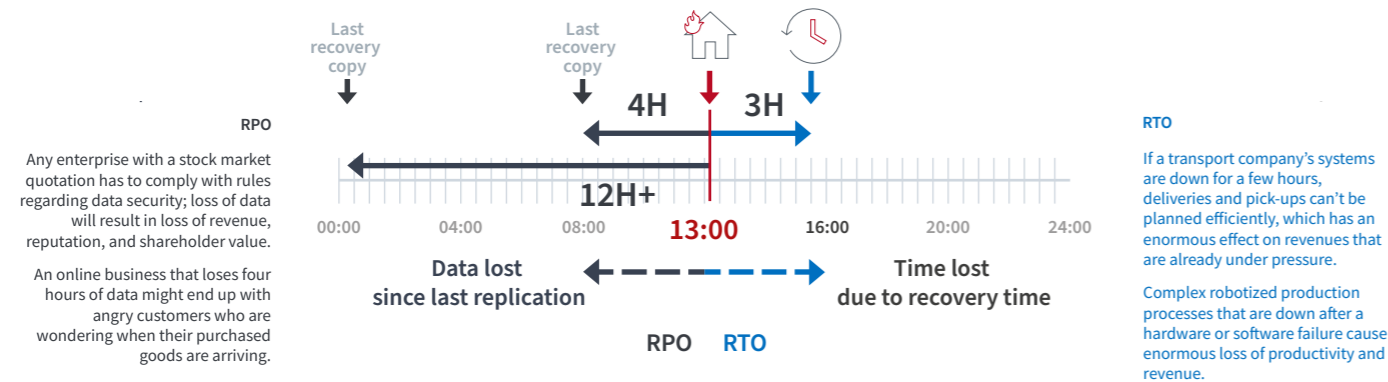 Last
recovery
copy
Last
recovery
copy
4H
3H
12H+
00:00
04:00
08:00
13:00
16:00
20:00
24:00
Data lost
since last replication
Time lost
due to recovery time
RPO
RTO
RPO
Any enterprise with a stock market
quotation has to comply with rules
regarding data security; loss of data
will result in loss of revenue,
reputation, and shareholder value.
An online business that loses four
hours of data might end up with
angry customers who are
wondering when their purchased
goods are arriving.
RTO
If a transport company’s systems
are down for a few hours,
deliveries and pick-ups can’t be
planned efficiently, which has an
enormous effect on revenues that
are already under pressure.
Complex robotized production
processes that are down after a
hardware or software failure cause
enormous loss of productivity and
revenue.